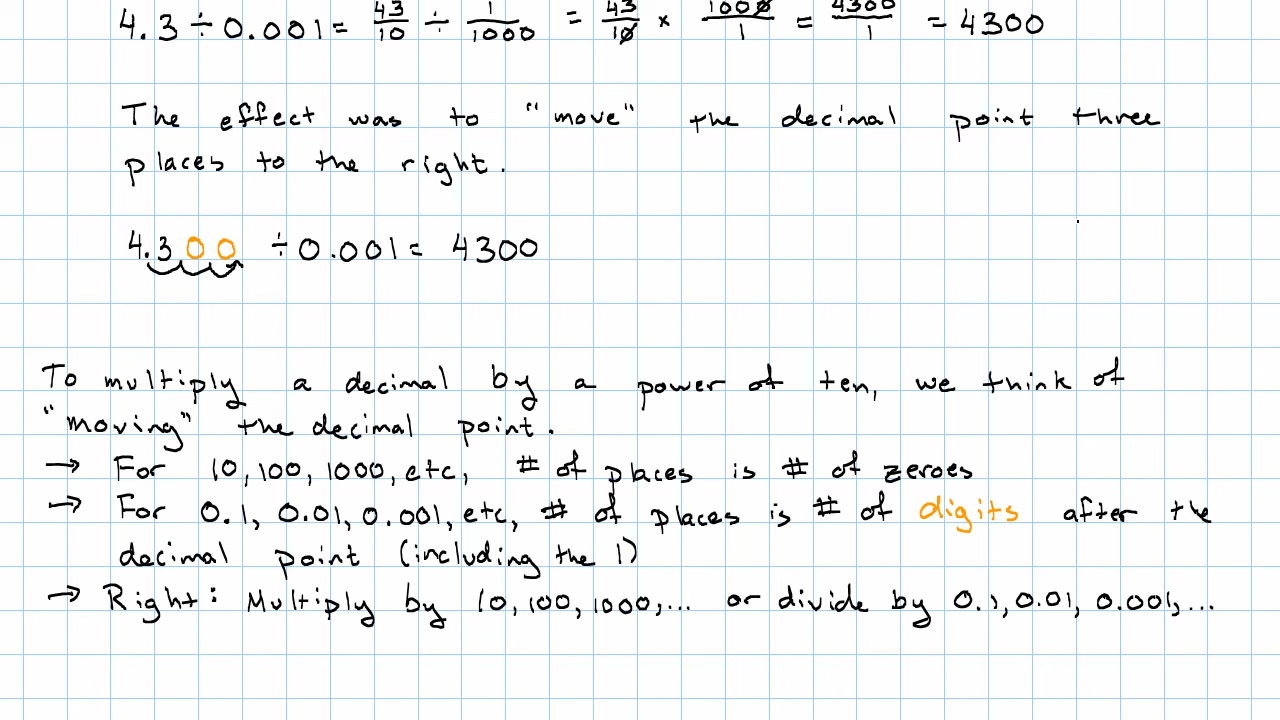 4.3 ÷ 0.001 = 43/10 ÷ 1/1000 = 43/10 × 1000/1 = 4300/1 = 4300
The effect was to "move" the decimal point three
places to the right.
4.300 ÷ 0.001 = 4300
To multiply a decimal by a power of ten, we think of
"moving" the decimal point.
→ For 10, 100, 1000, etc, # of places is # of zeroes
→ For 0.1, 0.01, 0.001, etc, # of places is # of digits after the
decimal point (including the 1)
→ Right: Multiply by 10, 100, 1000, ... or divide by 0.1, 0.01, 0.001, ...